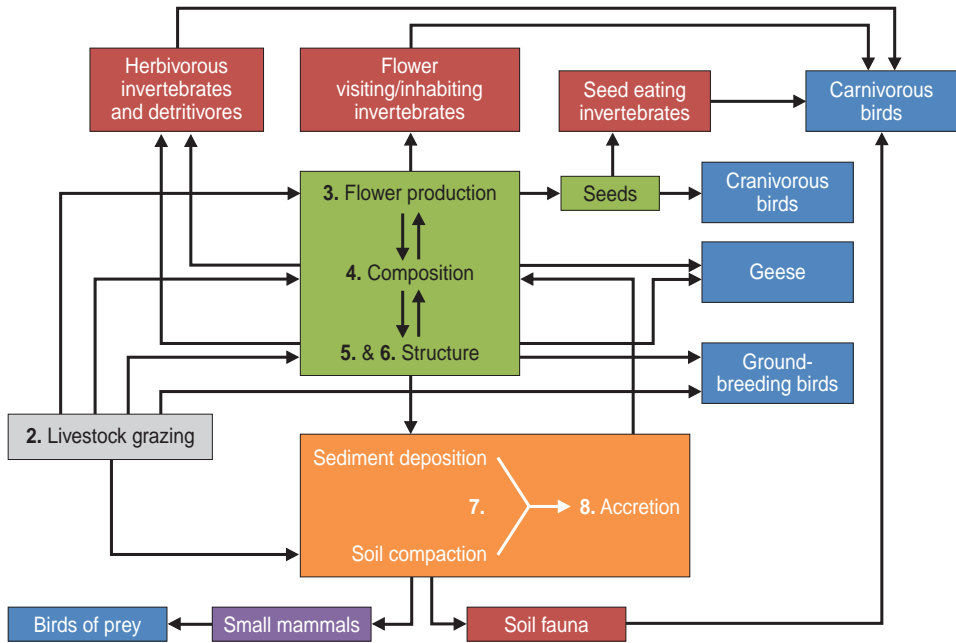 Herbivorous
invertebrates
and detritivores
Flower
visiting/inhabiting
invertebrates
Seed eating
invertebrates
Carnivorous
birds
3. Flower production
Seeds
Cranivorous
birds
4. Composition
Geese
5. & 6. Structure
Ground-
breeding birds
2. Livestock grazing
Sediment deposition
7.
8. Accretion
Soil compaction
Birds of prey
Small mammals
Soil fauna